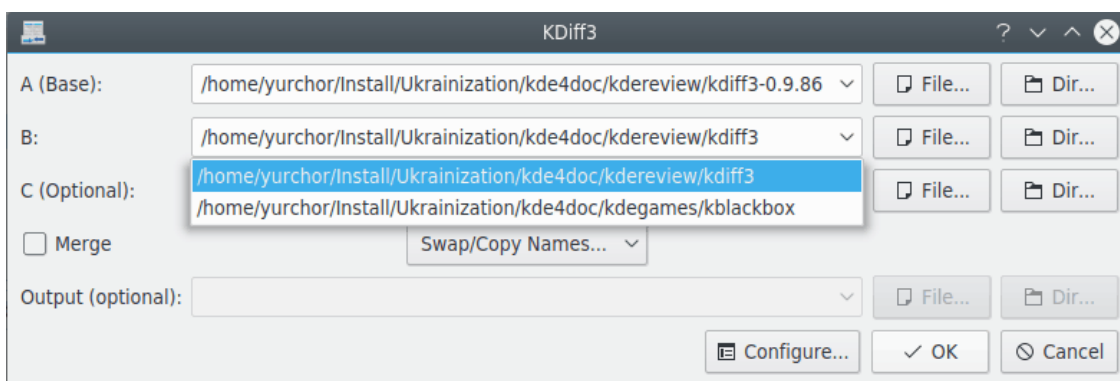 KDiff3
A (Base): /home/yurchor/Install/Ukrainization/kde4doc/kdereview/kdiff3-0.9.86 File... Dir...
B: /home/yurchor/Install/Ukrainization/kde4doc/kdereview/kdiff3 File... Dir...
/home/yurchor/Install/Ukrainization/kde4doc/kdereview/kdiff3
C (Optional): File... Dir...
/home/yurchor/Install/Ukrainization/kde4doc/kdegames/kblackbox
Merge Swap/Copy Names...
Output (optional): File... Dir...
Configure... OK Cancel